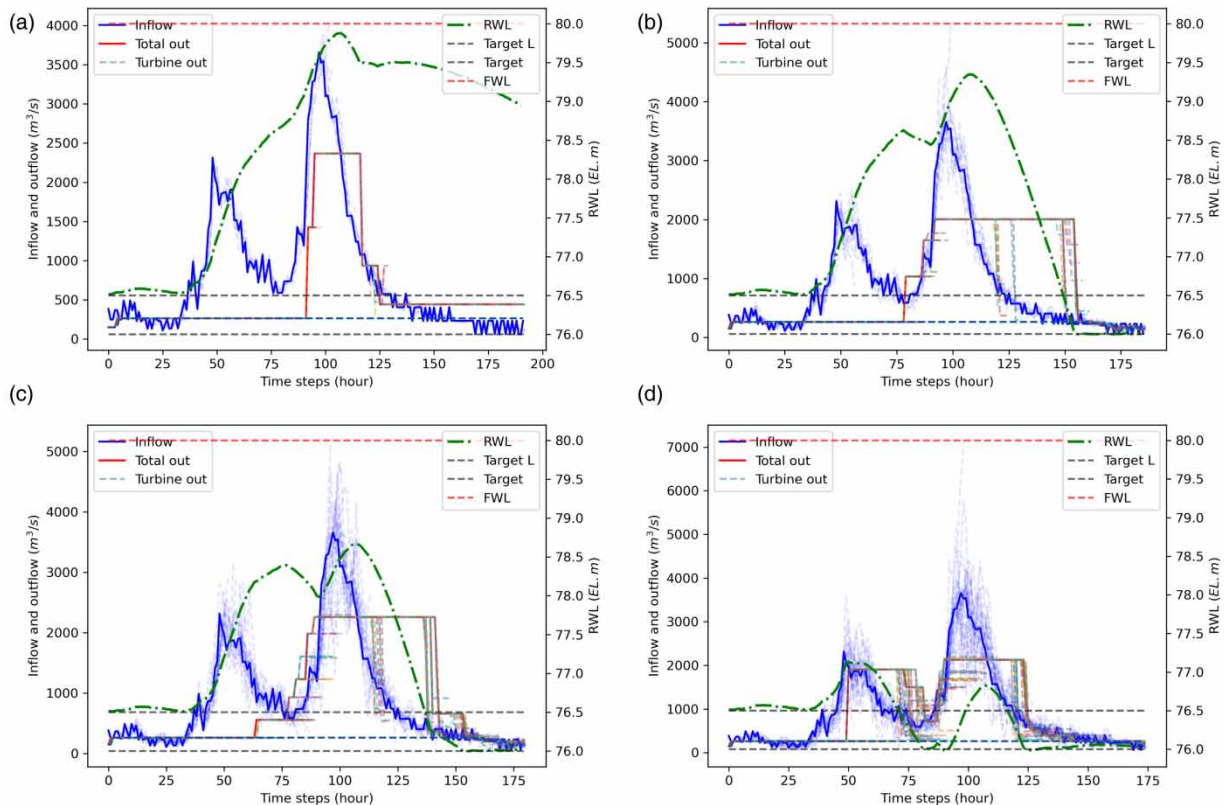 (a)
Inflow
Total out
Turbine out
RWL
Target L
Target
FWL
4000
3500
3000
2500
2000
1500
1000
500
0
Inflow and outflow (m³/s)
80.0
79.5
79.0
78.5
78.0
77.5
77.0
76.5
76.0
RWL (EL.m)
0 25 50 75 100 125 150 175 200
Time steps (hour)
(b)
Inflow
Total out
Turbine out
RWL
Target L
Target
FWL
5000
4000
3000
2000
1000
0
Inflow and outflow (m³/s)
80.0
79.5
79.0
78.5
78.0
77.5
77.0
76.5
76.0
RWL (EL.m)
0 25 50 75 100 125 150 175
Time steps (hour)
(c)
Inflow
Total out
Turbine out
RWL
Target L
Target
FWL
5000
4000
3000
2000
1000
0
Inflow and outflow (m³/s)
80.0
79.5
79.0
78.5
78.0
77.5
77.0
76.5
76.0
RWL (EL.m)
0 25 50 75 100 125 150 175
Time steps (hour)
(d)
Inflow
Total out
Turbine out
RWL
Target L
Target
FWL
7000
6000
5000
4000
3000
2000
1000
0
Inflow and outflow (m³/s)
80.0
79.5
79.0
78.5
78.0
77.5
77.0
76.5
76.0
RWL (EL.m)
0 25 50 75 100 125 150 175
Time steps (hour)